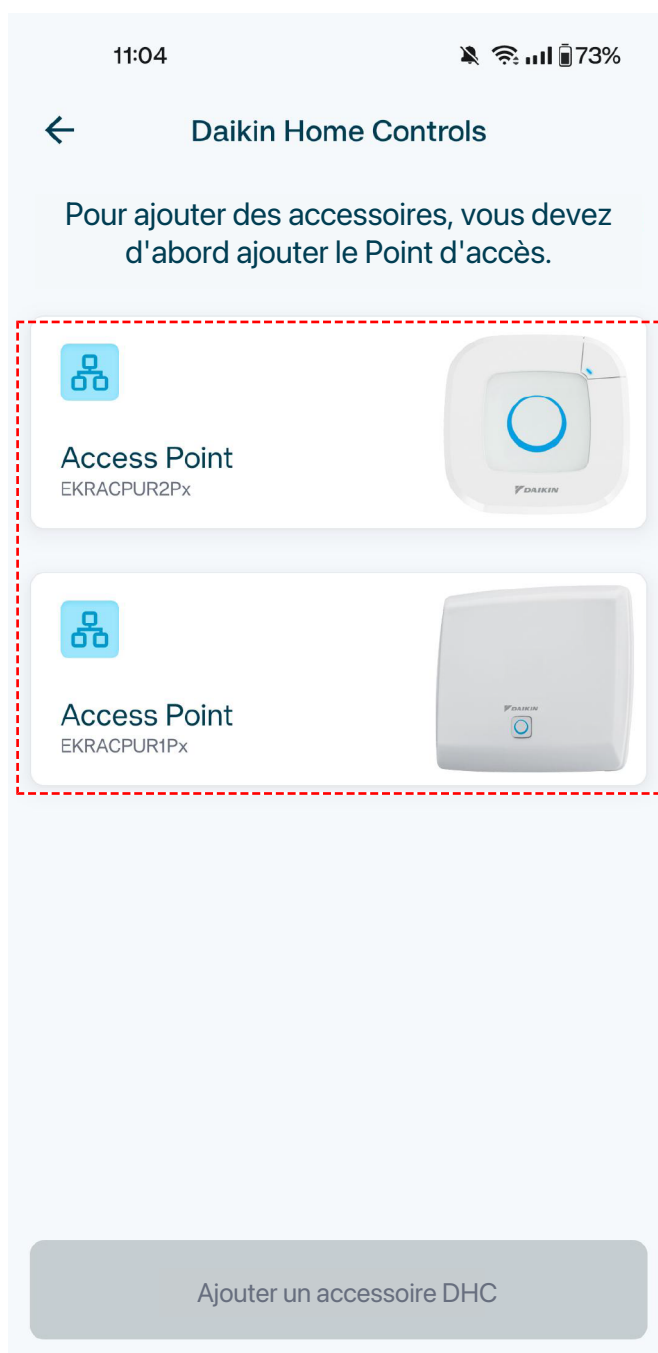 11:04
73%
Daikin Home Controls
Pour ajouter des accessoires, vous devez
d'abord ajouter le Point d'accès.
Access Point
EKRACPUR2Px
DAIKIN
Access Point
EKRACPUR1Px
DAIKIN
Ajouter un accessoire DHC